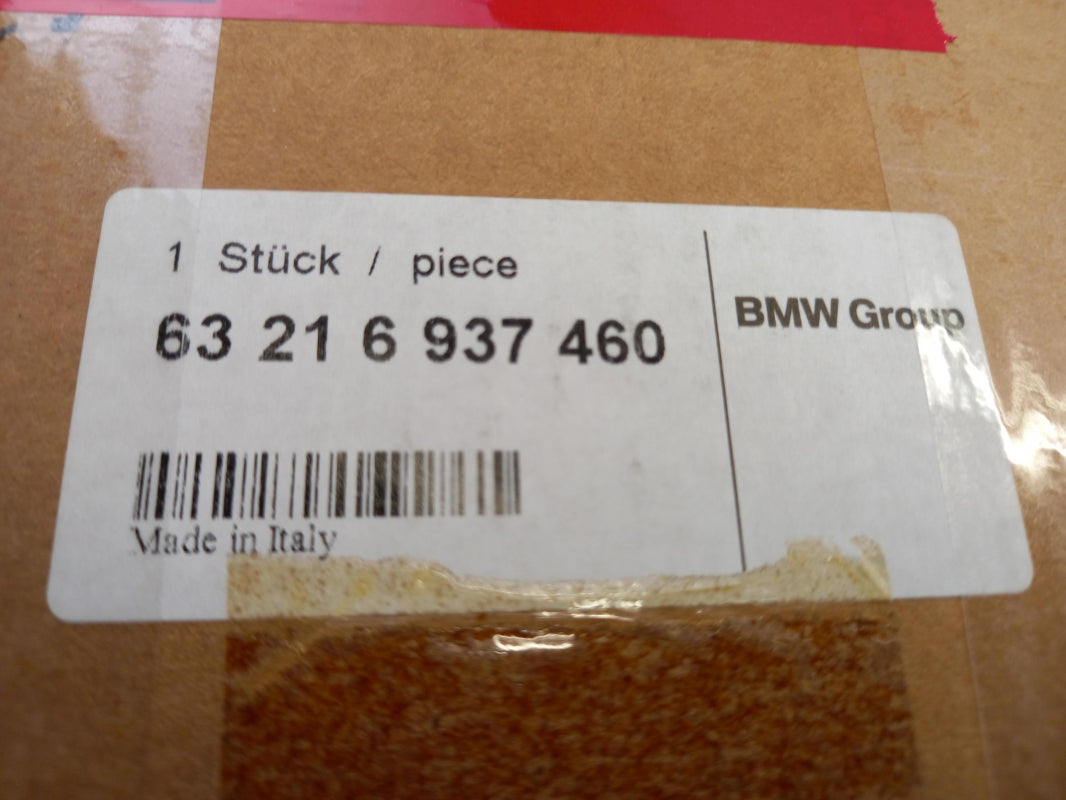 1 Stück / piece
63 21 6 937 460
BMW Group
Made in Italy